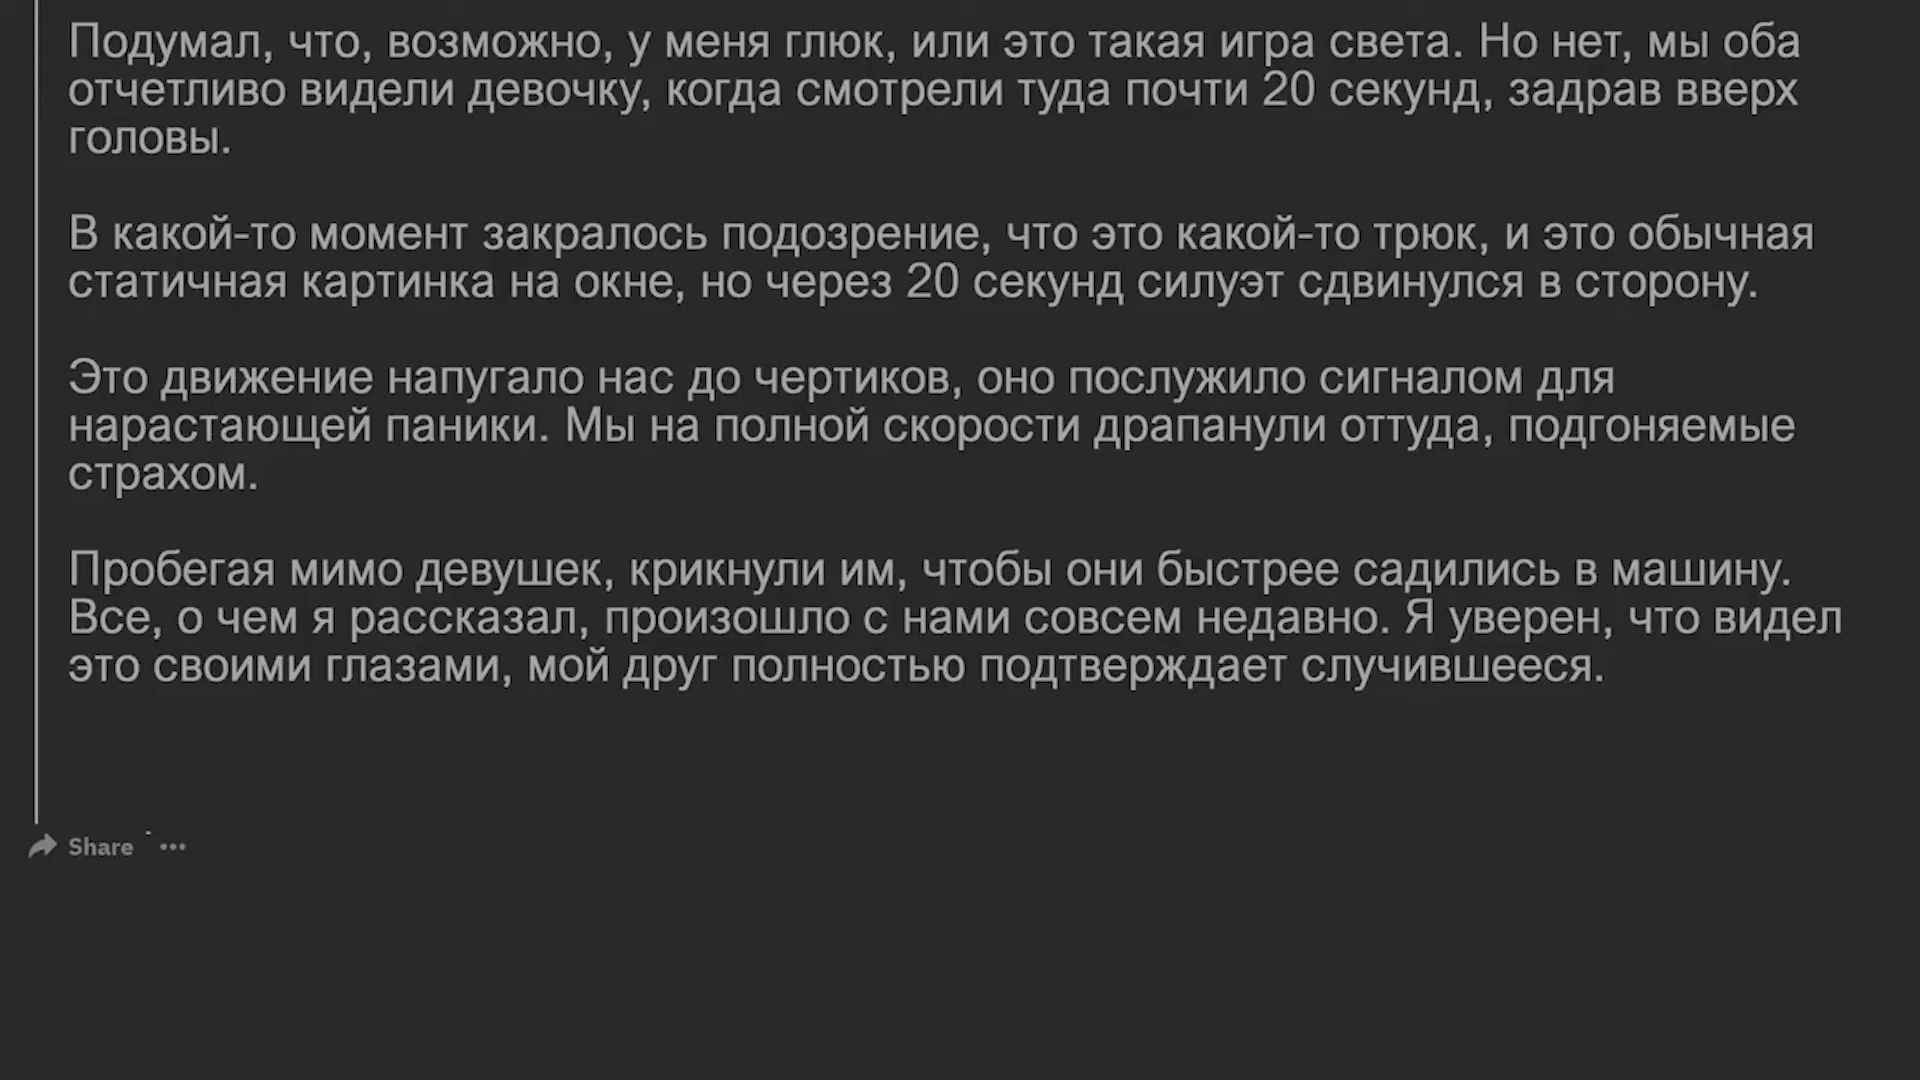 Подумал, что, возможно, у меня глюк, или это такая игра света. Но нет, мы оба
отчетливо видели девочку, когда смотрели туда почти 20 секунд, задрав вверх
головы.
В какой-то момент закралось подозрение, что это какой-то трюк, и это обычная
статичная картинка на окне, но через 20 секунд силуэт сдвинулся в сторону.
Это движение напугало нас до чертиков, оно послужило сигналом для
нарастающей паники. Мы на полной скорости драпанули оттуда, подгоняемые
страхом.
Пробегая мимо девушек, крикнули им, чтобы они быстрее садились в машину.
Все, о чем я рассказал, произошло с нами совсем недавно. Я уверен, что видел
это своими глазами, мой друг полностью подтверждает случившееся.
Share ...